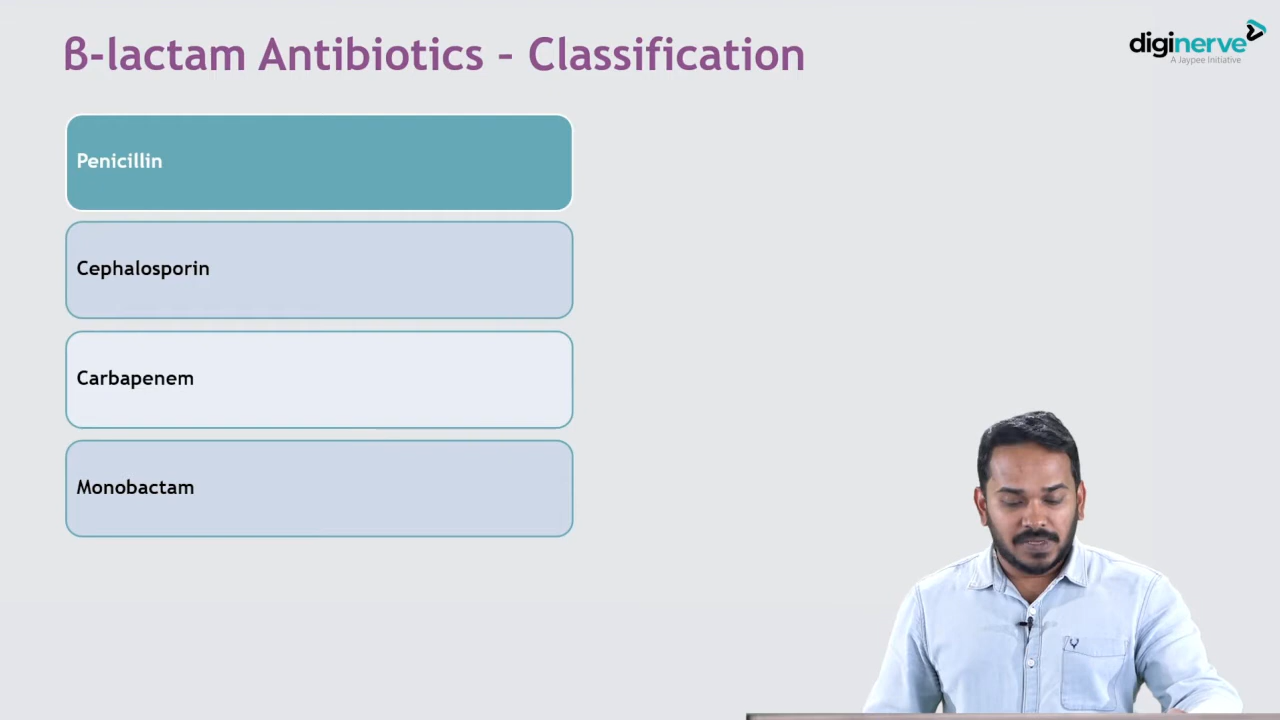 β-lactam Antibiotics – Classification
diginerve
A Jaypee Initiative
Penicillin
Cephalosporin
Carbapenem
Monobactam